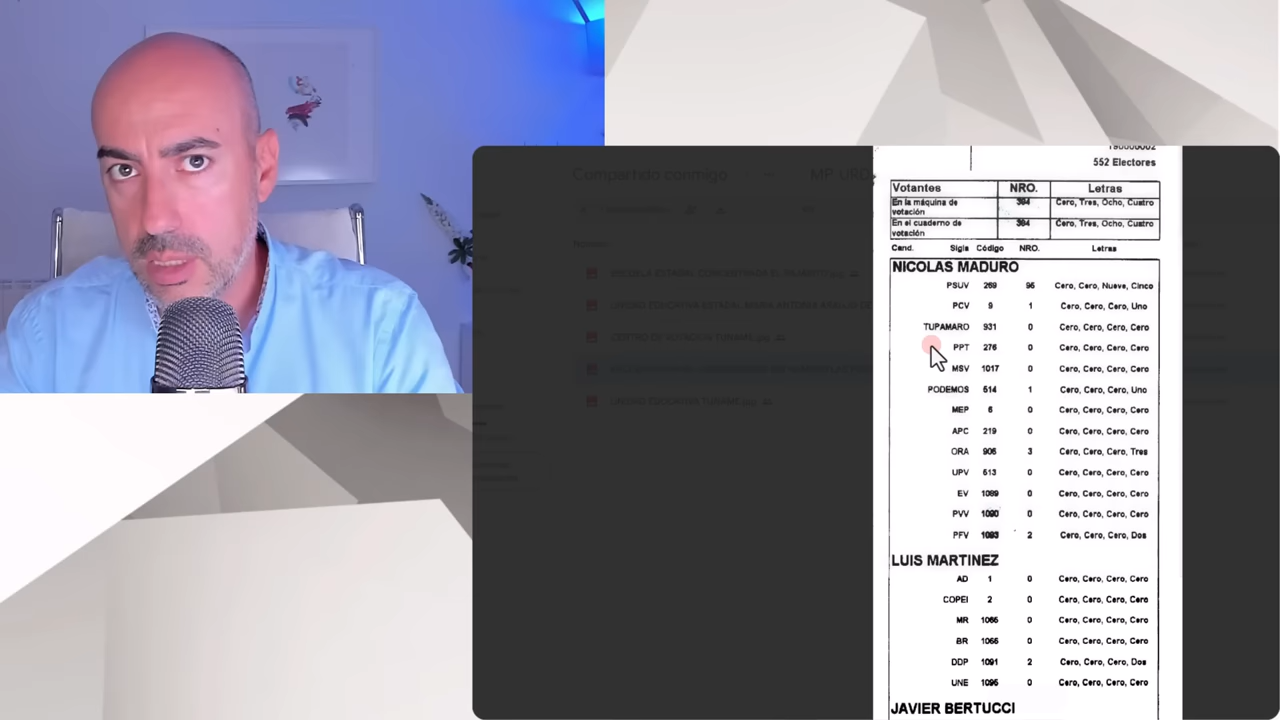 Compartido conmigo
MP URD
190000002
552 Electores
Votantes NRO. Letras
En la máquina de votación 384 Cero, Tres, Ocho, Cuatro
En el cuaderno de votación 384 Cero, Tres, Ocho, Cuatro
Cand. Sigla Código NRO. Letras
NICOLAS MADURO
PSUV 269 95 Cero, Cero, Nueve, Cinco
PCV 9 1 Cero, Cero, Cero, Uno
TUPAMARO 931 0 Cero, Cero, Cero, Cero
PPT 276 0 Cero, Cero, Cero, Cero
MSV 1017 0 Cero, Cero, Cero, Cero
PODEMOS 514 1 Cero, Cero, Cero, Uno
MEP 6 0 Cero, Cero, Cero, Cero
APC 219 0 Cero, Cero, Cero, Cero
ORA 906 3 Cero, Cero, Cero, Tres
UPV 513 0 Cero, Cero, Cero, Cero
EV 1089 0 Cero, Cero, Cero, Cero
PVV 1090 0 Cero, Cero, Cero, Cero
PFV 1093 2 Cero, Cero, Cero, Dos
LUIS MARTINEZ
AD 1 0 Cero, Cero, Cero, Cero
COPEI 2 0 Cero, Cero, Cero, Cero
MR 1066 0 Cero, Cero, Cero, Cero
BR 1065 0 Cero, Cero, Cero, Cero
DDP 1091 2 Cero, Cero, Cero, Dos
UNE 1095 0 Cero, Cero, Cero, Cero
JAVIER BERTUCCI